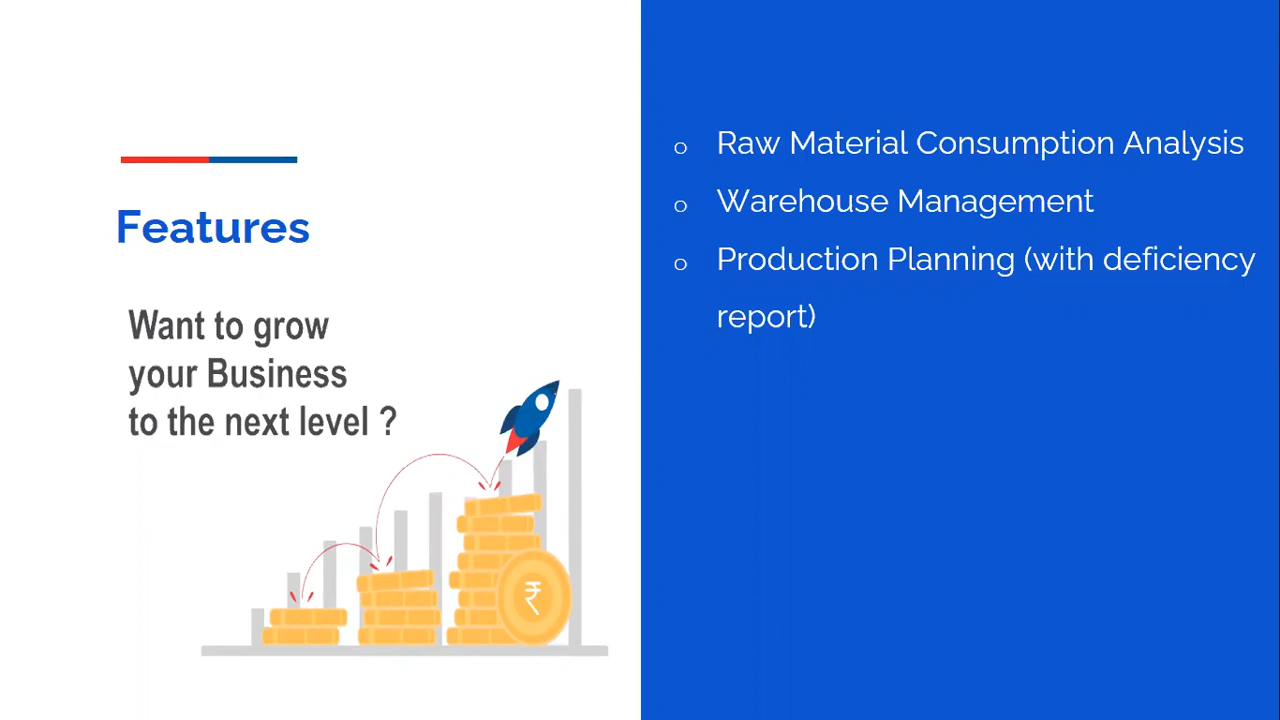 Features
Want to grow
your Business
to the next level ?
₹
o Raw Material Consumption Analysis
o Warehouse Management
o Production Planning (with deficiency
report)